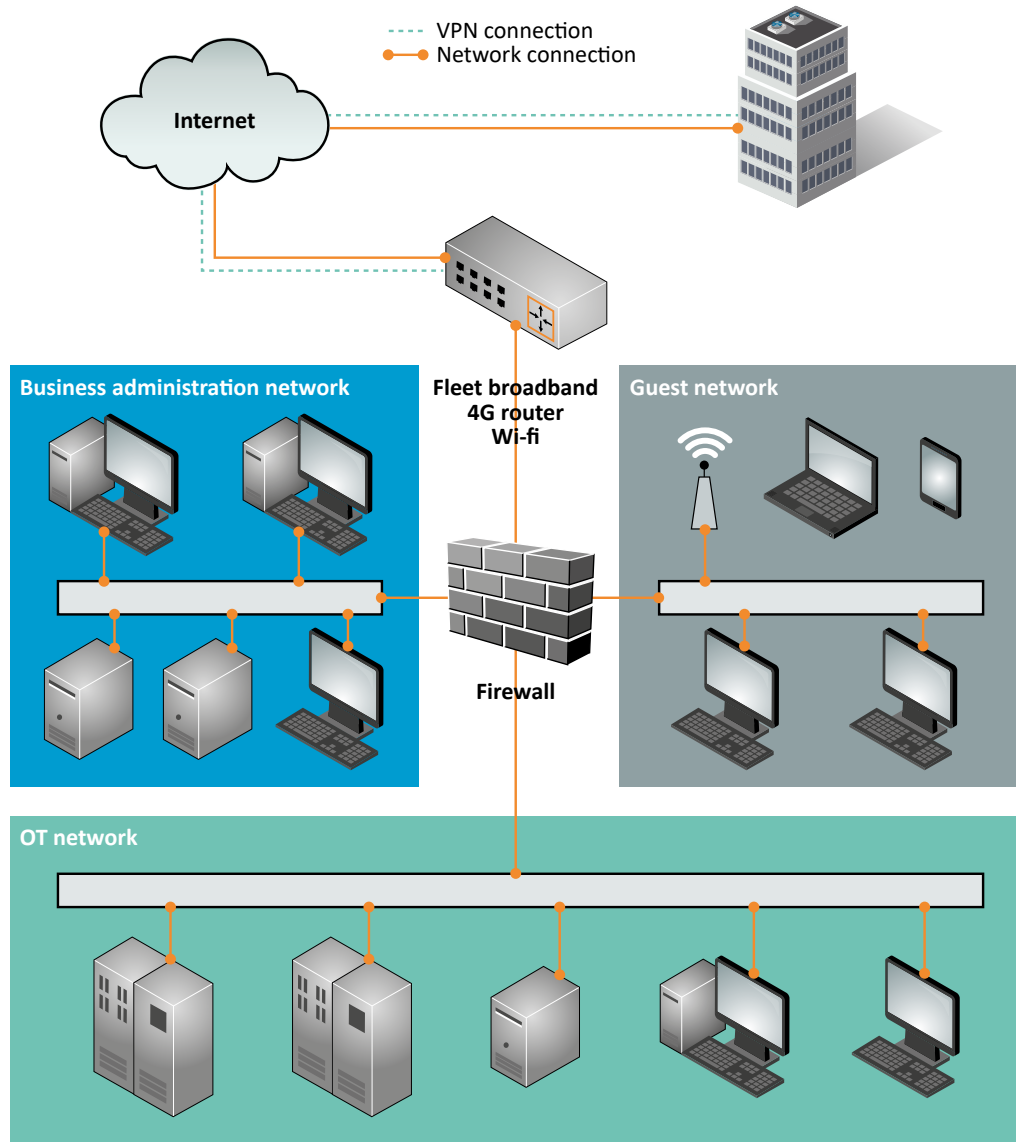 VPN connection
Network connection
Internet
Business administration network
Fleet broadband
4G router
Wi-fi
Guest network
Firewall
OT network